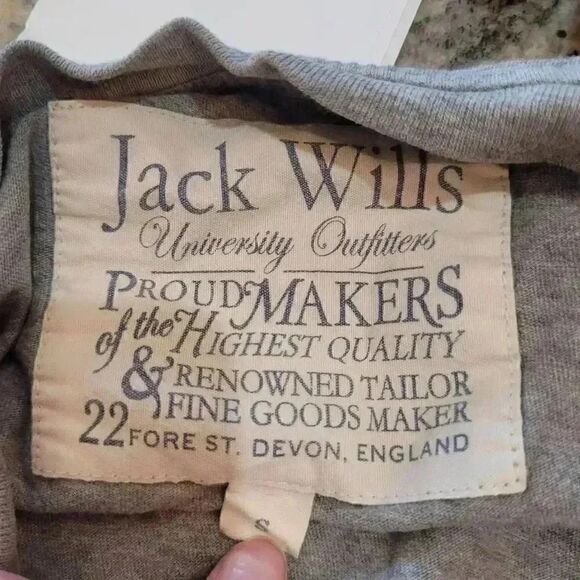 Jack Wills
University Outfitters
PROUD MAKERS
of the HIGHEST QUALITY
& RENOWNED TAILOR
FINE GOODS MAKER
22 FORE ST. DEVON, ENGLAND
S